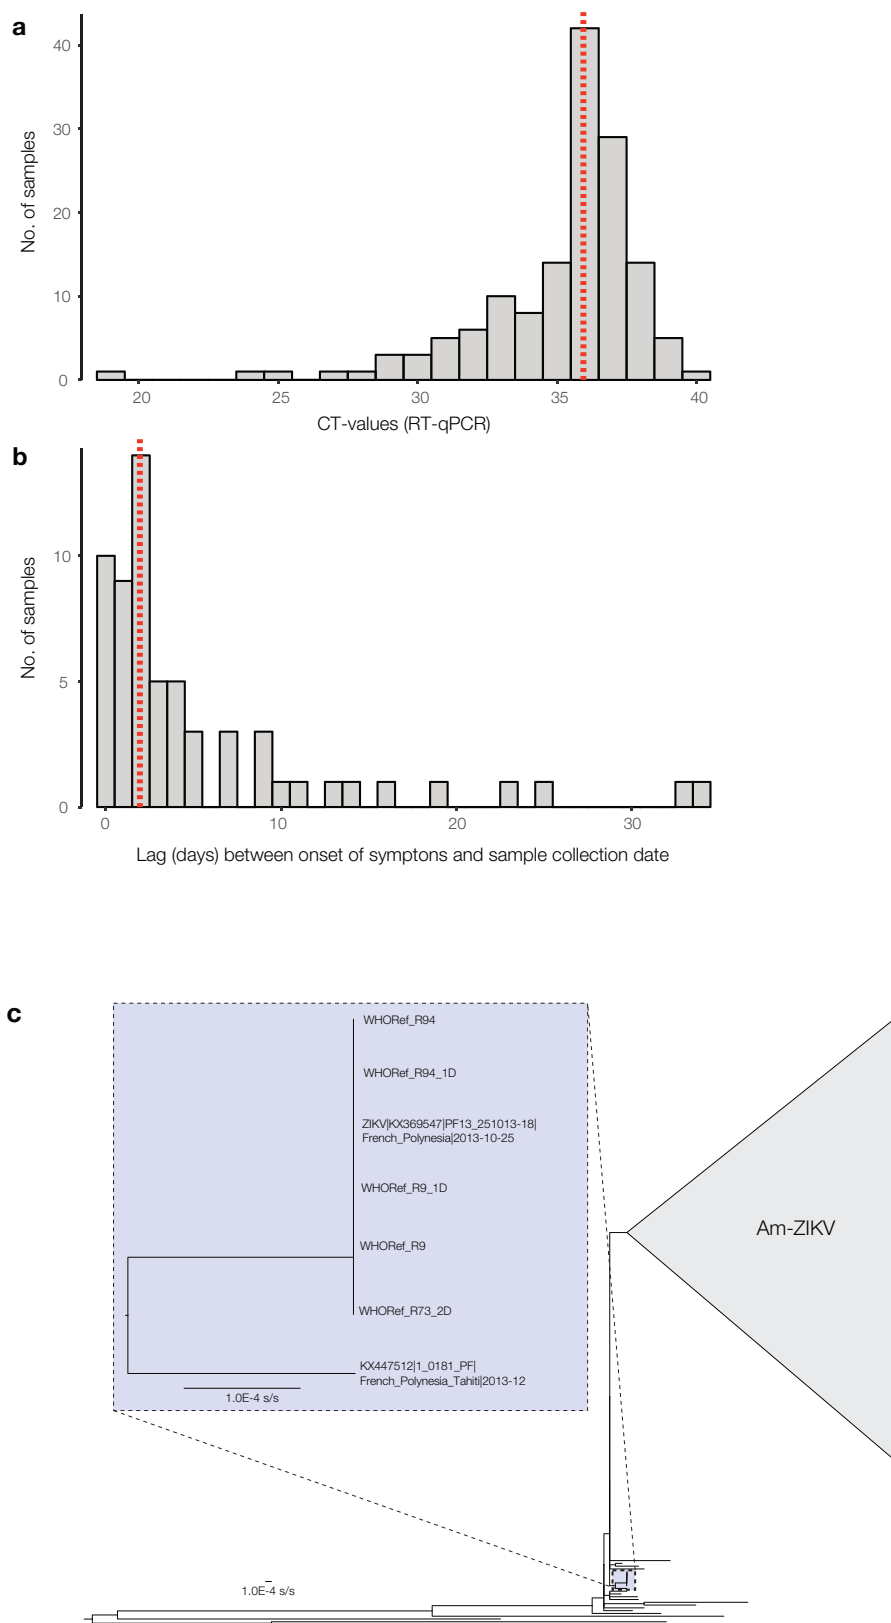 a
No. of samples
40
30
20
10
0
20
25
30
35
40
CT-values (RT-qPCR)
b
No. of samples
10
5
0
0
10
20
30
Lag (days) between onset of symptons and sample collection date
c
WHORef_R94
WHORef_R94_1D
ZIKV|KX369547|PF13_251013-18|
French_Polynesia|2013-10-25
WHORef_R9_1D
WHORef_R9
WHORef_R73_2D
KX447512|1_0181_PF|
French_Polynesia_Tahiti|2013-12
1.0E-4 s/s
Am-ZIKV
1.0E-4 s/s